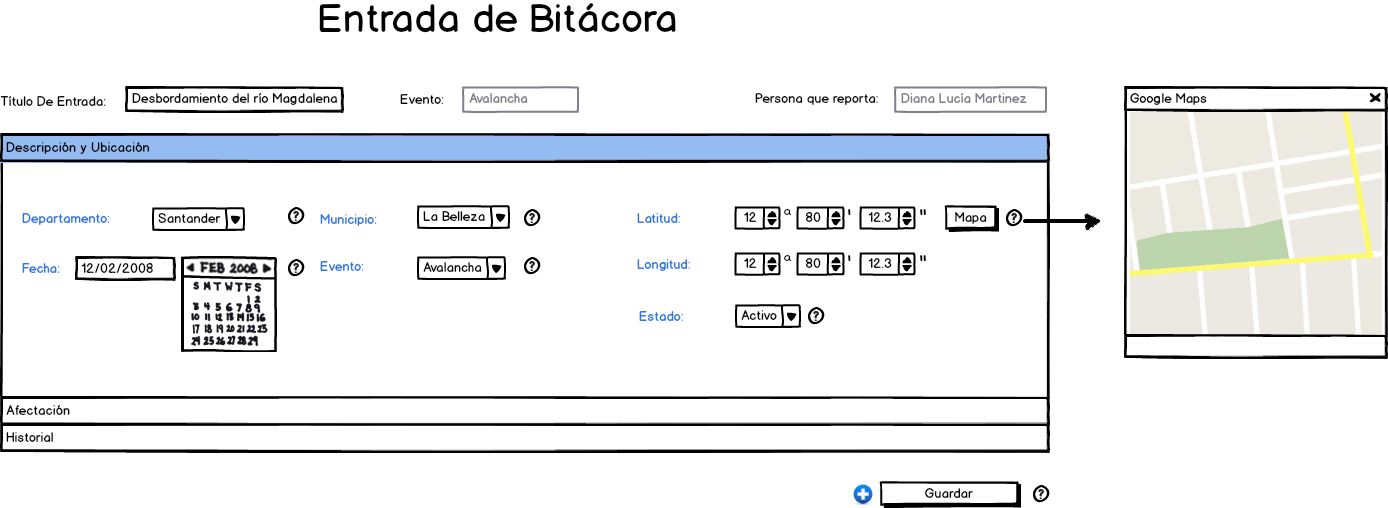 Entrada de Bitácora
Título De Entrada: Desbordamiento del río Magdalena Evento: Avalancha Persona que reporta: Diana Lucía Martinez
Google Maps
Descripción y Ubicación
Departamento: Santander ? Municipio: La Belleza ? Latitud: 12 º 80 ' 12.3 " Mapa ?
Fecha: 12/02/2008 ? Evento: Avalancha ? Longitud: 12 º 80 ' 12.3 "
FEB 2008
S M T W T F S
1 2
3 4 5 6 7 8 9
10 11 12 13 14 15 16
17 18 19 20 21 22 23
24 25 26 27 28 29
Estado: Activo ?
Afectación
Historial
Guardar ?